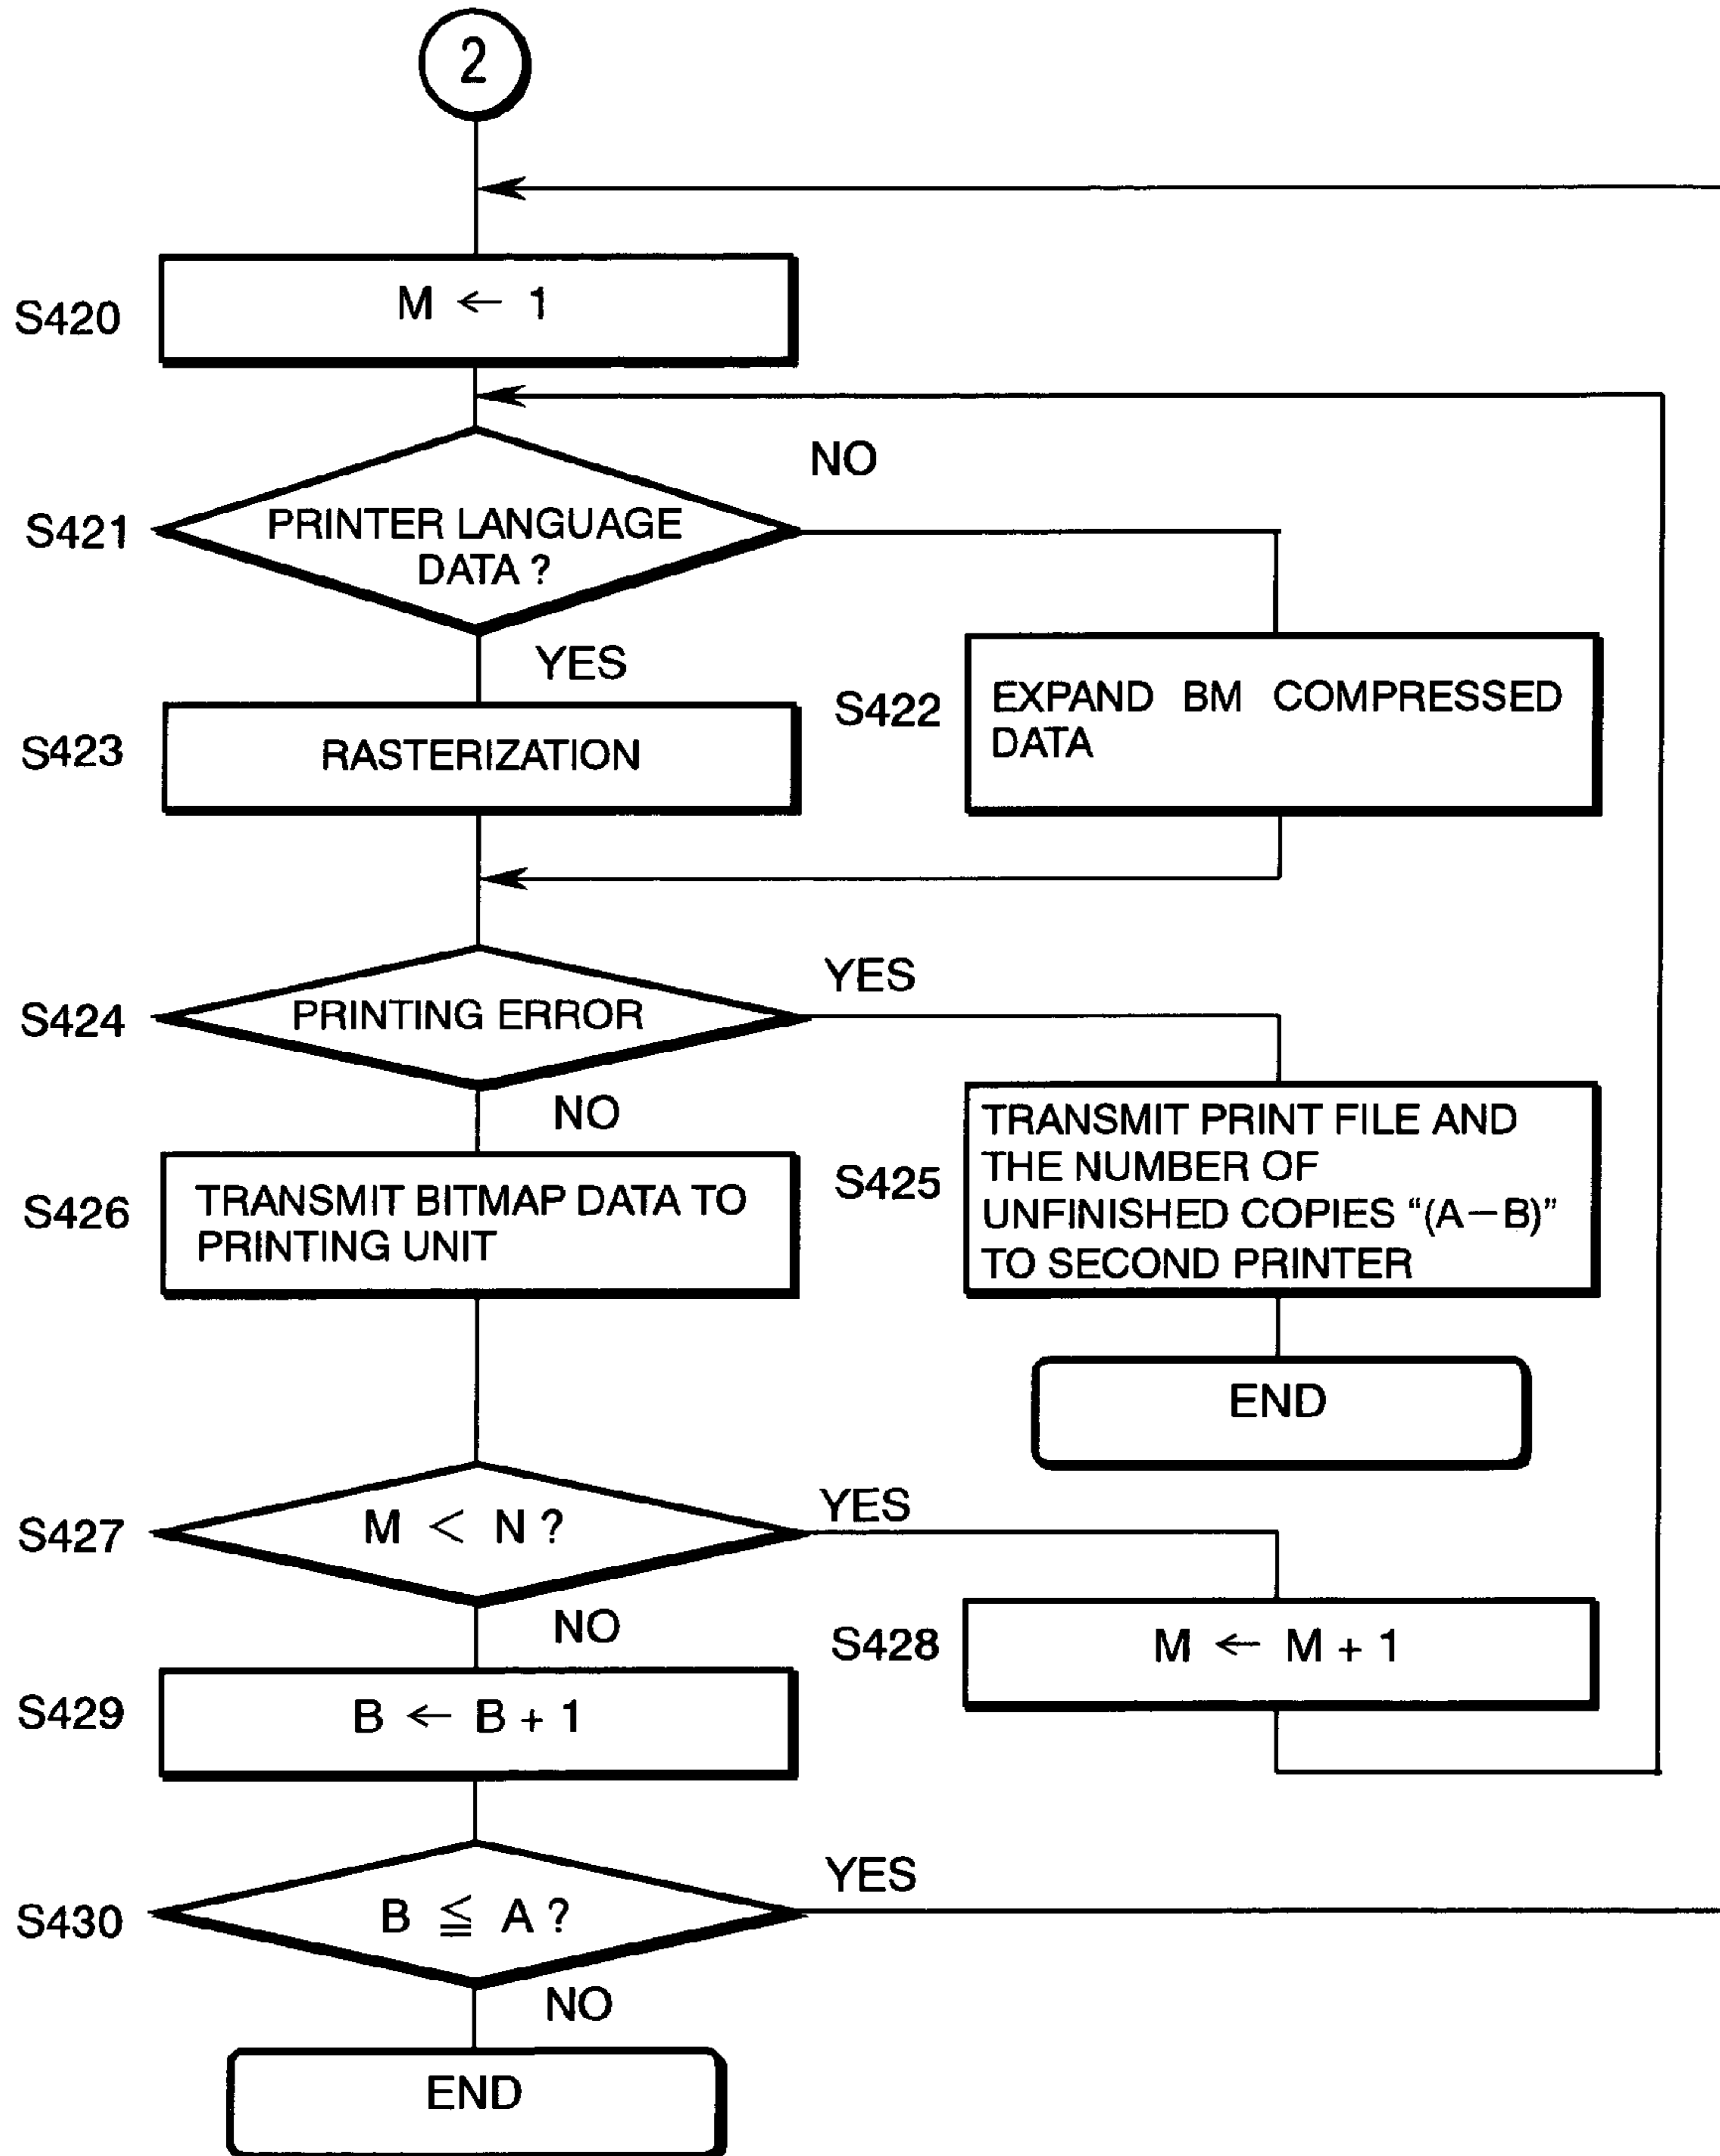 2
S420
M ← 1
S421
PRINTER LANGUAGE
DATA ?
NO
YES
S422
EXPAND BM COMPRESSED
DATA
S423
RASTERIZATION
S424
PRINTING ERROR
YES
NO
S425
TRANSMIT PRINT FILE AND
THE NUMBER OF
UNFINISHED COPIES “(A−B)”
TO SECOND PRINTER
END
S426
TRANSMIT BITMAP DATA TO
PRINTING UNIT
S427
M < N ?
YES
NO
S428
M ← M + 1
S429
B ← B + 1
S430
B ≦ A ?
YES
NO
END